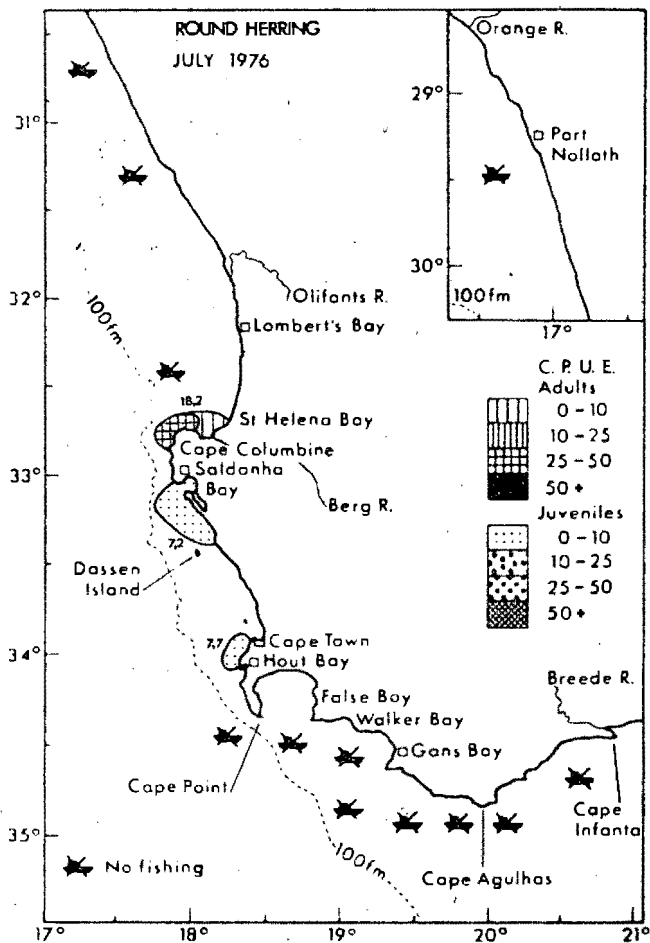 ROUND HERRING
JULY 1976
Orange R.
29°
Port
Nollath
30°
100fm
17°
31°
32°
33°
34°
35°
100fm
Olifants R.
Lombert's Bay
18,2
St Helena Bay
Cape Columbine
Saldanha
Bay
Berg R.
7,2
Dassen
Island
7,7
Cape Town
Hout Bay
False Bay
Walker Bay
Gans Bay
Breede R.
Cape Point
Cape
Infanta
Cape Agulhas
100fm
No fishing
C. P. U. E.
Adults
0-10
10-25
25-50
50+
Juveniles
0-10
10-25
25-50
50+
17° 18° 19° 20° 21°